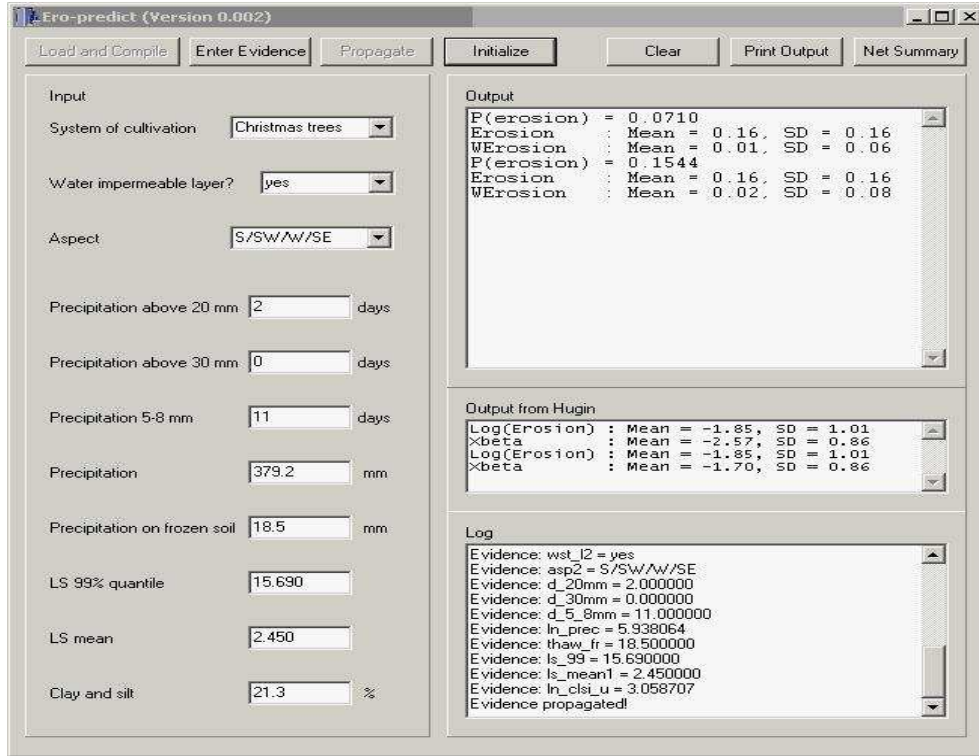 Ero-predict (Version 0.002)
Load and Compile Enter Evidence Propagate Initialize Clear Print Output Net Summary
Input
System of cultivation Christmas trees
Water impermeable layer? yes
Aspect S/SW/W/SE
Precipitation above 20 mm 2 days
Precipitation above 30 mm 0 days
Precipitation 5-8 mm 11 days
Precipitation 379.2 mm
Precipitation on frozen soil 18.5 mm
LS 99% quantile 15.690
LS mean 2.450
Clay and silt 21.3 %
Output
P(erosion) = 0.0710
Erosion : Mean = 0.16, SD = 0.16
WErosion : Mean = 0.01, SD = 0.06
P(erosion) = 0.1544
Erosion : Mean = 0.16, SD = 0.16
WErosion : Mean = 0.02, SD = 0.08
Output from Hugin
Log(Erosion) : Mean = -1.85, SD = 1.01
Xbeta : Mean = -2.57, SD = 0.86
Log(Erosion) : Mean = -1.85, SD = 1.01
Xbeta : Mean = -1.70, SD = 0.86
Log
Evidence: wst_l2 = yes
Evidence: asp2 = S/SW/W/SE
Evidence: d_20mm = 2.000000
Evidence: d_30mm = 0.000000
Evidence: d_5_8mm = 11.000000
Evidence: ln_prec = 5.938064
Evidence: thaw_fr = 18.500000
Evidence: ls_99 = 15.690000
Evidence: ls_mean1 = 2.450000
Evidence: ln_clsi_u = 3.058707
Evidence propagated!